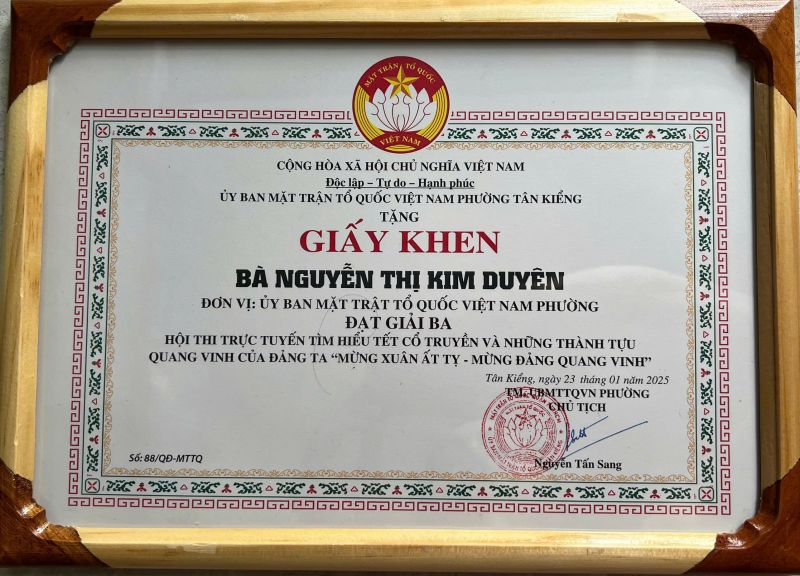 MẶT TRẬN TỔ QUỐC
VIỆT NAM
CỘNG HÒA XÃ HỘI CHỦ NGHĨA VIỆT NAM
Độc lập – Tự do – Hạnh phúc
ỦY BAN MẶT TRẬN TỔ QUỐC VIỆT NAM PHƯỜNG TÂN KIỂNG
TẶNG
GIẤY KHEN
BÀ NGUYỄN THỊ KIM DUYÊN
ĐƠN VỊ: ỦY BAN MẶT TRẬT TỔ QUỐC VIỆT NAM PHƯỜNG
ĐẠT GIẢI BA
HỘI THI TRỰC TUYẾN TÌM HIỂU TẾT CỔ TRUYỀN VÀ NHỮNG THÀNH TỰU
QUANG VINH CỦA ĐẢNG TA “MỪNG XUÂN ẤT TỴ - MỪNG ĐẢNG QUANG VINH”
Tân Kiểng, ngày 23 tháng 01 năm 2025
TM. UBMTTQVN PHƯỜNG
CHỦ TỊCH
Nguyễn Tấn Sang
Số: 88/QĐ-MTTQ